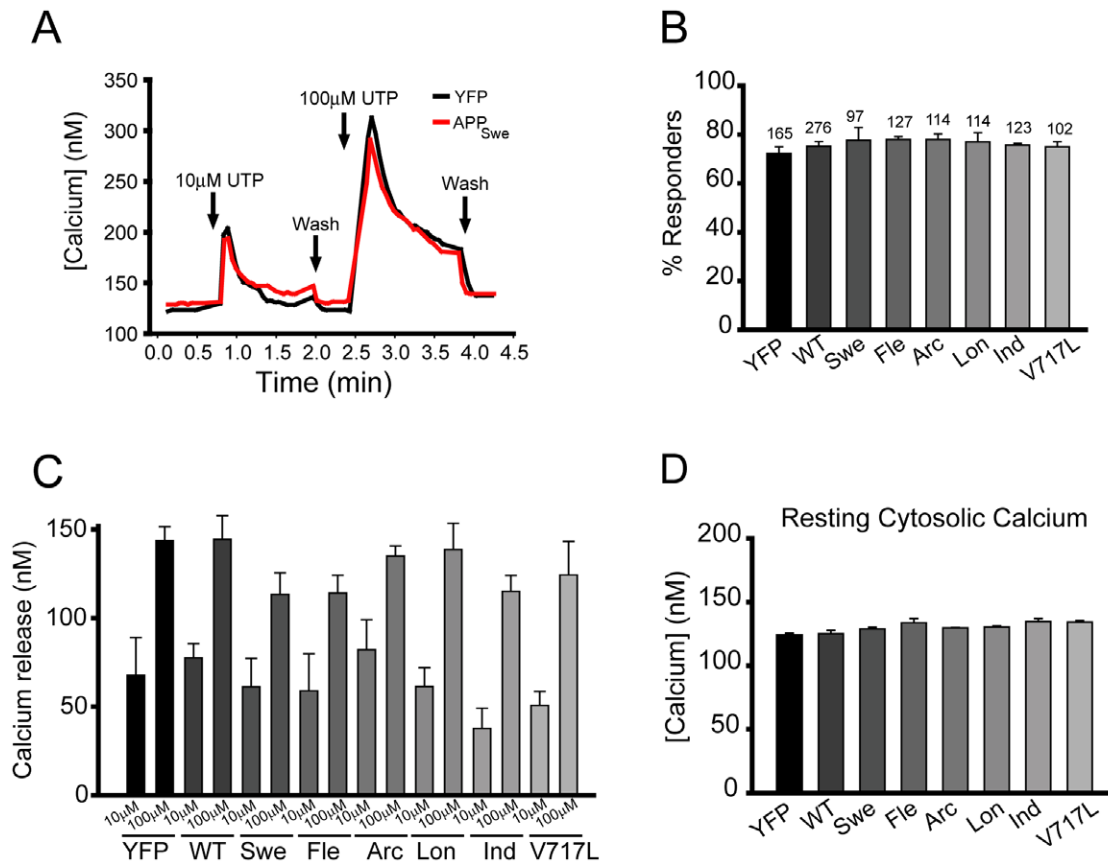 A
[Calcium] (nM)
350
300
250
200
150
100
10µM UTP
Wash
100µM UTP
Wash
YFP
APPSwe
0.0 0.5 1.0 1.5 2.0 2.5 3.0 3.5 4.0 4.5
Time (min)
B
% Responders
100
80
60
40
20
0
165 276 97 127 114 114 123 102
YFP WT Swe Fle Arc Lon Ind V717L
C
Calcium release (nM)
150
100
50
0
10µM 100µM 10µM 100µM 10µM 100µM 10µM 100µM 10µM 100µM 10µM 100µM 10µM 100µM 10µM 100µM
YFP WT Swe Fle Arc Lon Ind V717L
D
Resting Cytosolic Calcium
[Calcium] (nM)
200
150
100
50
0
YFP WT Swe Fle Arc Lon Ind V717L